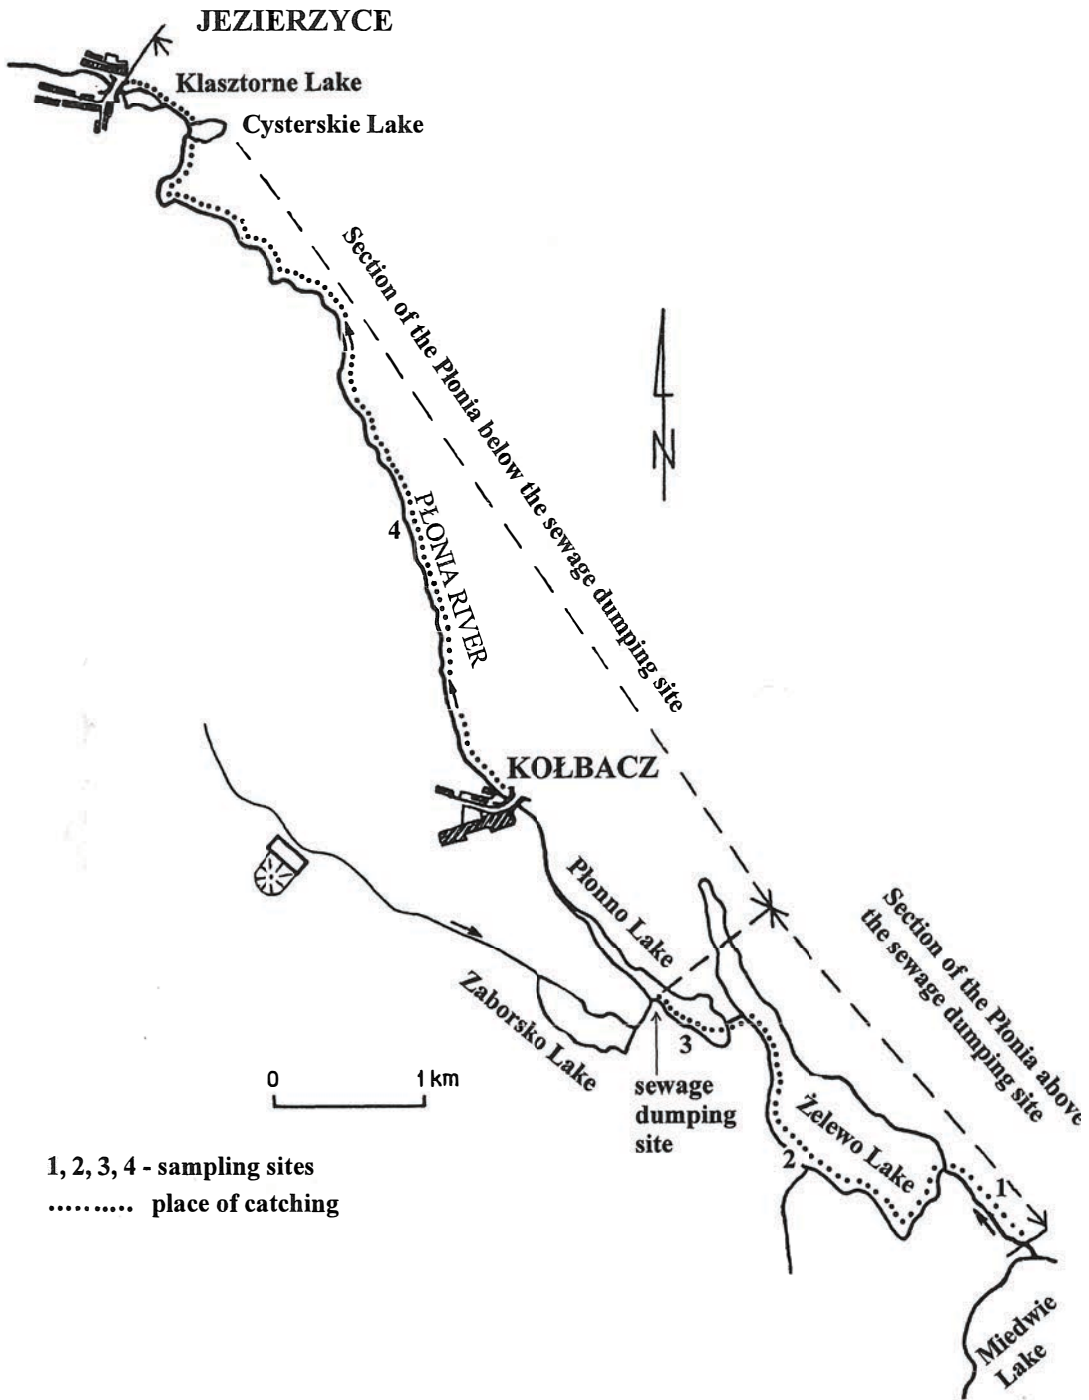 JEZIERZYCE
Klasztorne Lake
Cysterskie Lake
Section of the Płonia below the sewage dumping site
N
4
PŁONIA RIVER
KOŁBACZ
Płonno Lake
Section of the Płonia above
the sewage dumping site
Zaborsko Lake
3
0 1 km
sewage
dumping
site
Żelewo Lake
2
1
1, 2, 3, 4 - sampling sites
......... place of catching
Miedwie
Lake